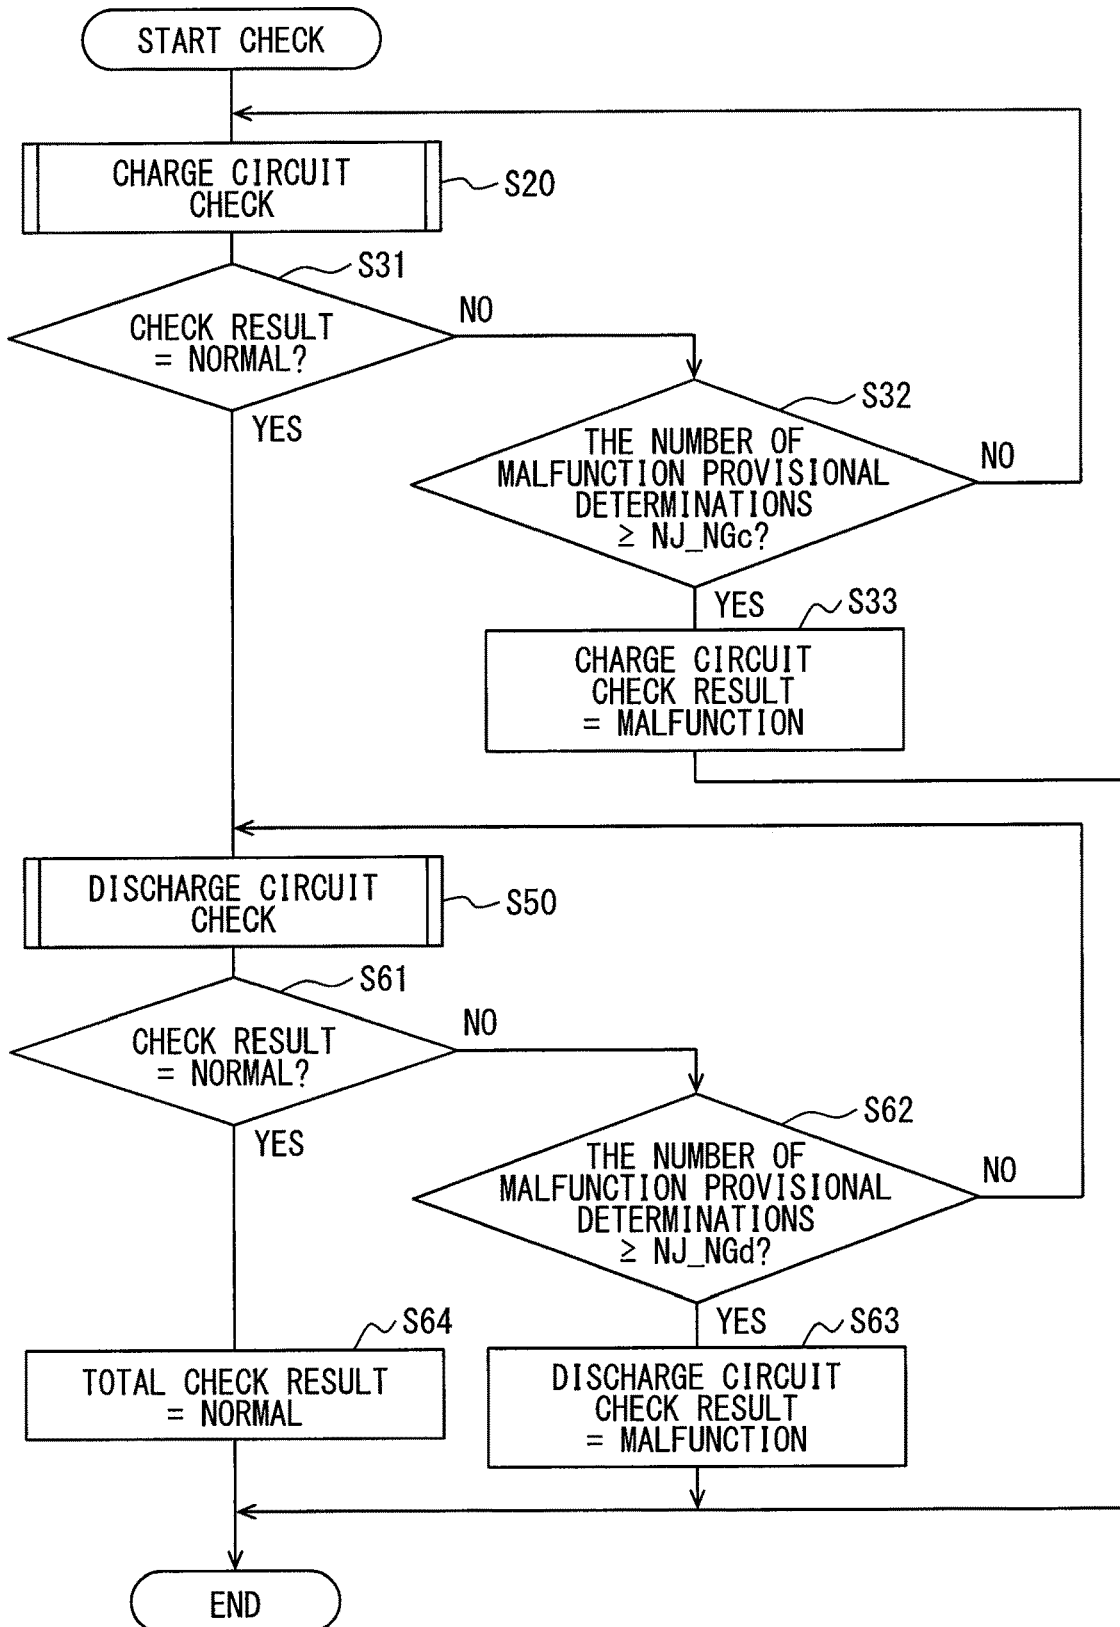 START CHECK
CHARGE CIRCUIT
CHECK
S20
S31
CHECK RESULT
= NORMAL?
NO
YES
S32
THE NUMBER OF
MALFUNCTION PROVISIONAL
DETERMINATIONS
≥ NJ_NGc?
NO
YES
S33
CHARGE CIRCUIT
CHECK RESULT
= MALFUNCTION
DISCHARGE CIRCUIT
CHECK
S50
S61
CHECK RESULT
= NORMAL?
NO
YES
S62
THE NUMBER OF
MALFUNCTION PROVISIONAL
DETERMINATIONS
≥ NJ_NGd?
NO
YES
S64
TOTAL CHECK RESULT
= NORMAL
S63
DISCHARGE CIRCUIT
CHECK RESULT
= MALFUNCTION
END